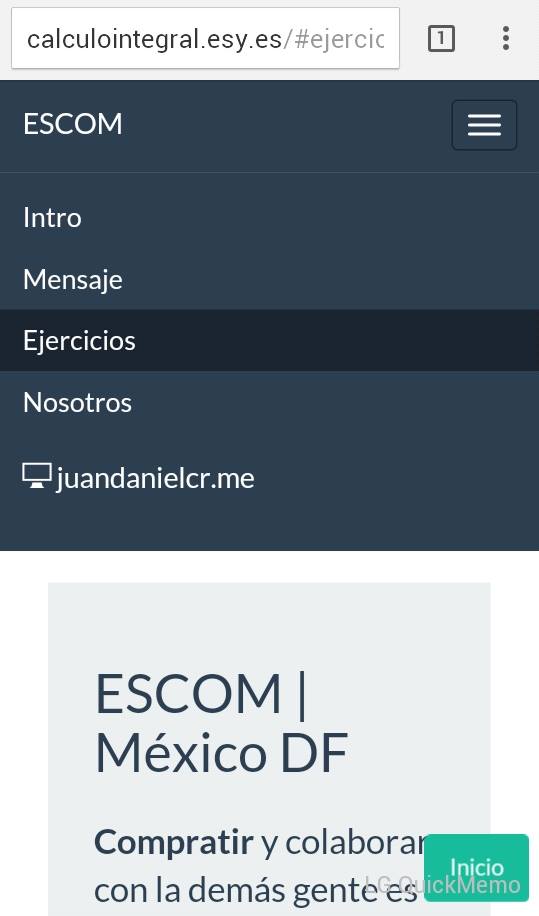 calculointegral.esy.es/#ejercic
1
ESCOM
Intro
Mensaje
Ejercicios
Nosotros
juandanielcr.me
ESCOM |
México DF
Compratir y colaborar
con la demás gente es
Inicio
LG QuickMemo